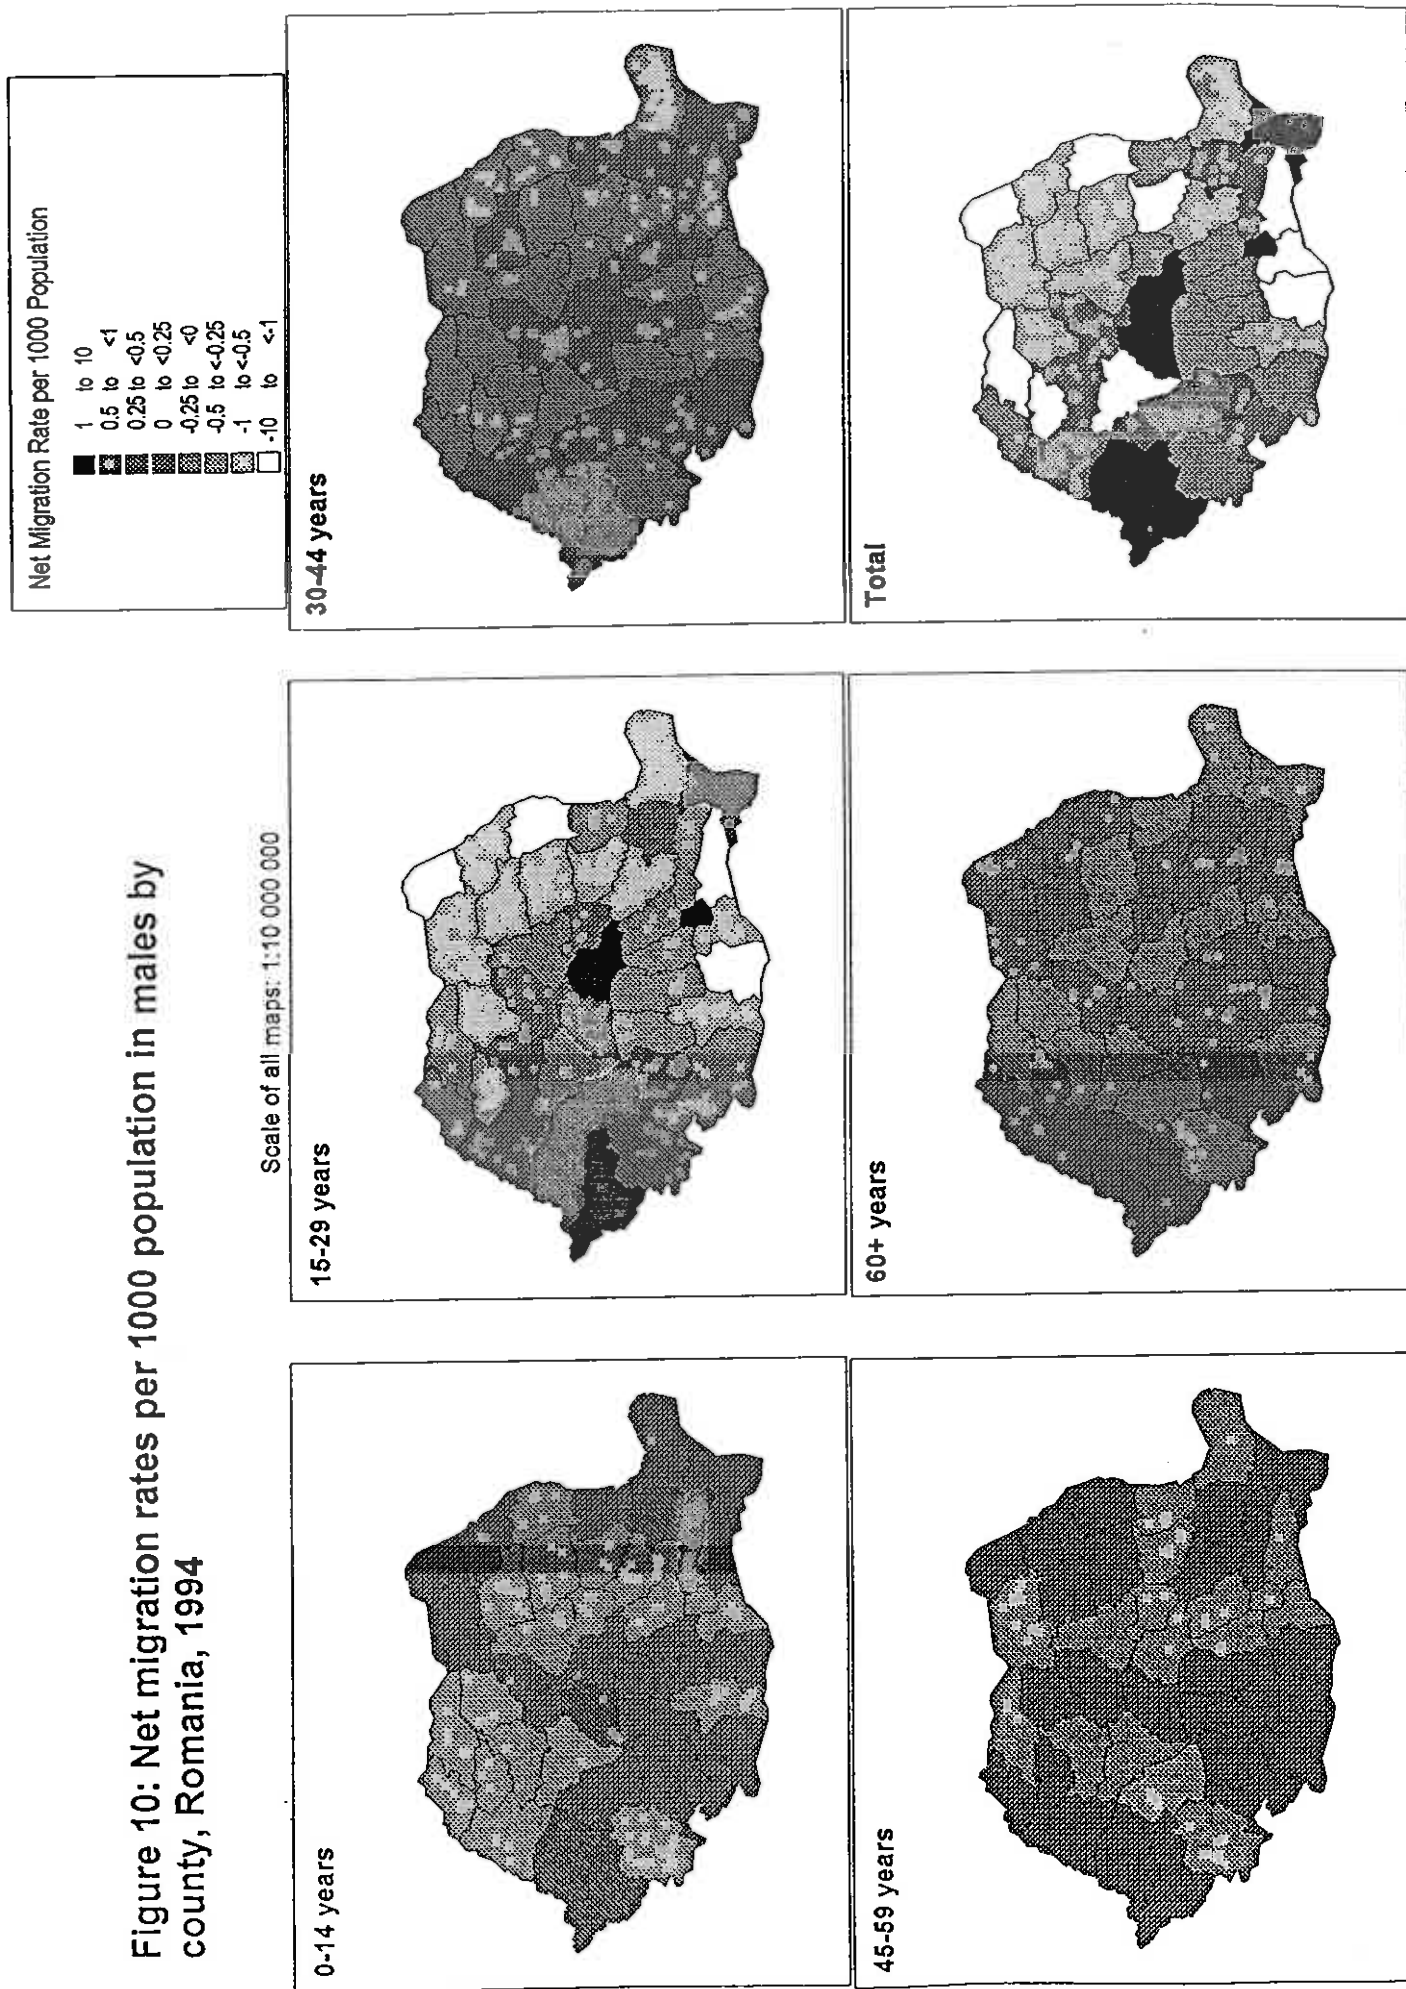 Figure 10: Net migration rates per 1000 population in males by
county, Romania, 1994
Scale of all maps: 1:10 000 000
Net Migration Rate per 1000 Population
1 to 10
0.5 to <1
0.25 to <0.5
0 to <0.25
-0.25 to <0
-0.5 to <-0.25
-1 to <-0.5
-10 to <-1
0-14 years
15-29 years
30-44 years
45-59 years
60+ years
Total